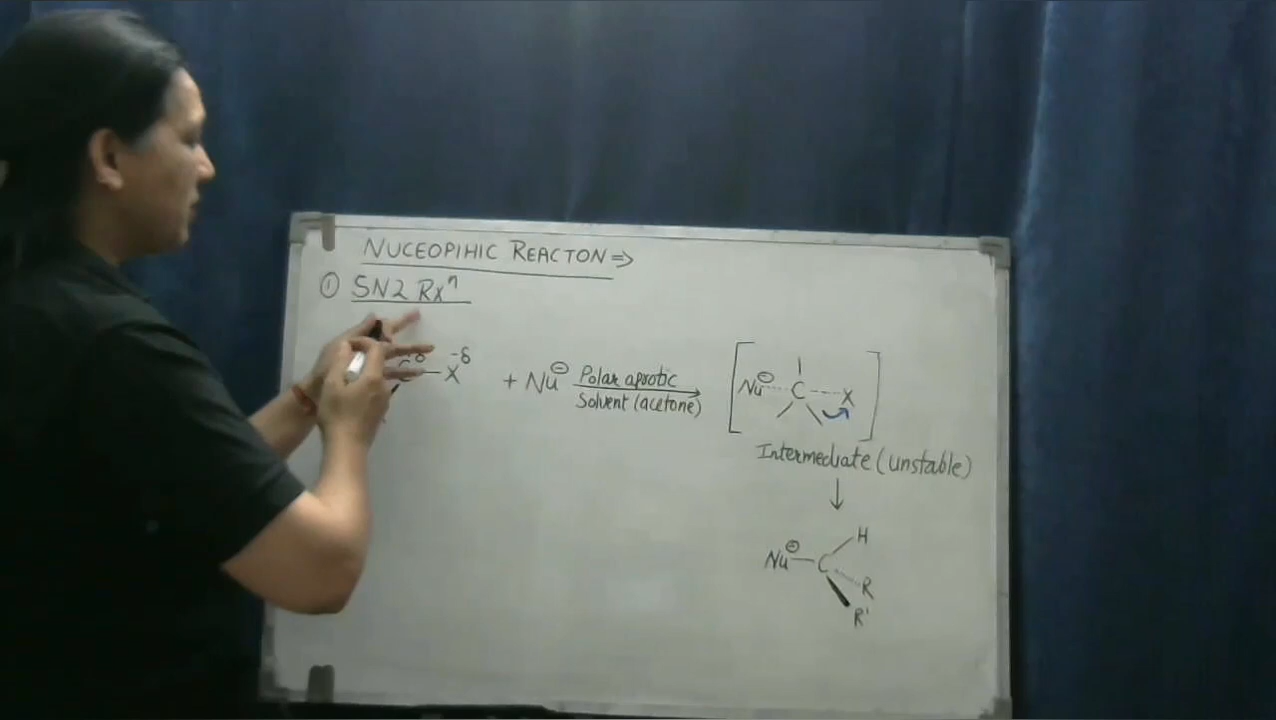 NUCEOPIHIC REACTON ⇒
① SN2 Rxⁿ
C^δ — X^-δ + Nu^⊖ Polar aprotic
Solvent (acetone)
[Nu^⊖ ---- C ---- X]
Intermediate (unstable)
↓
H
Nu^⊖ — C
R
R'